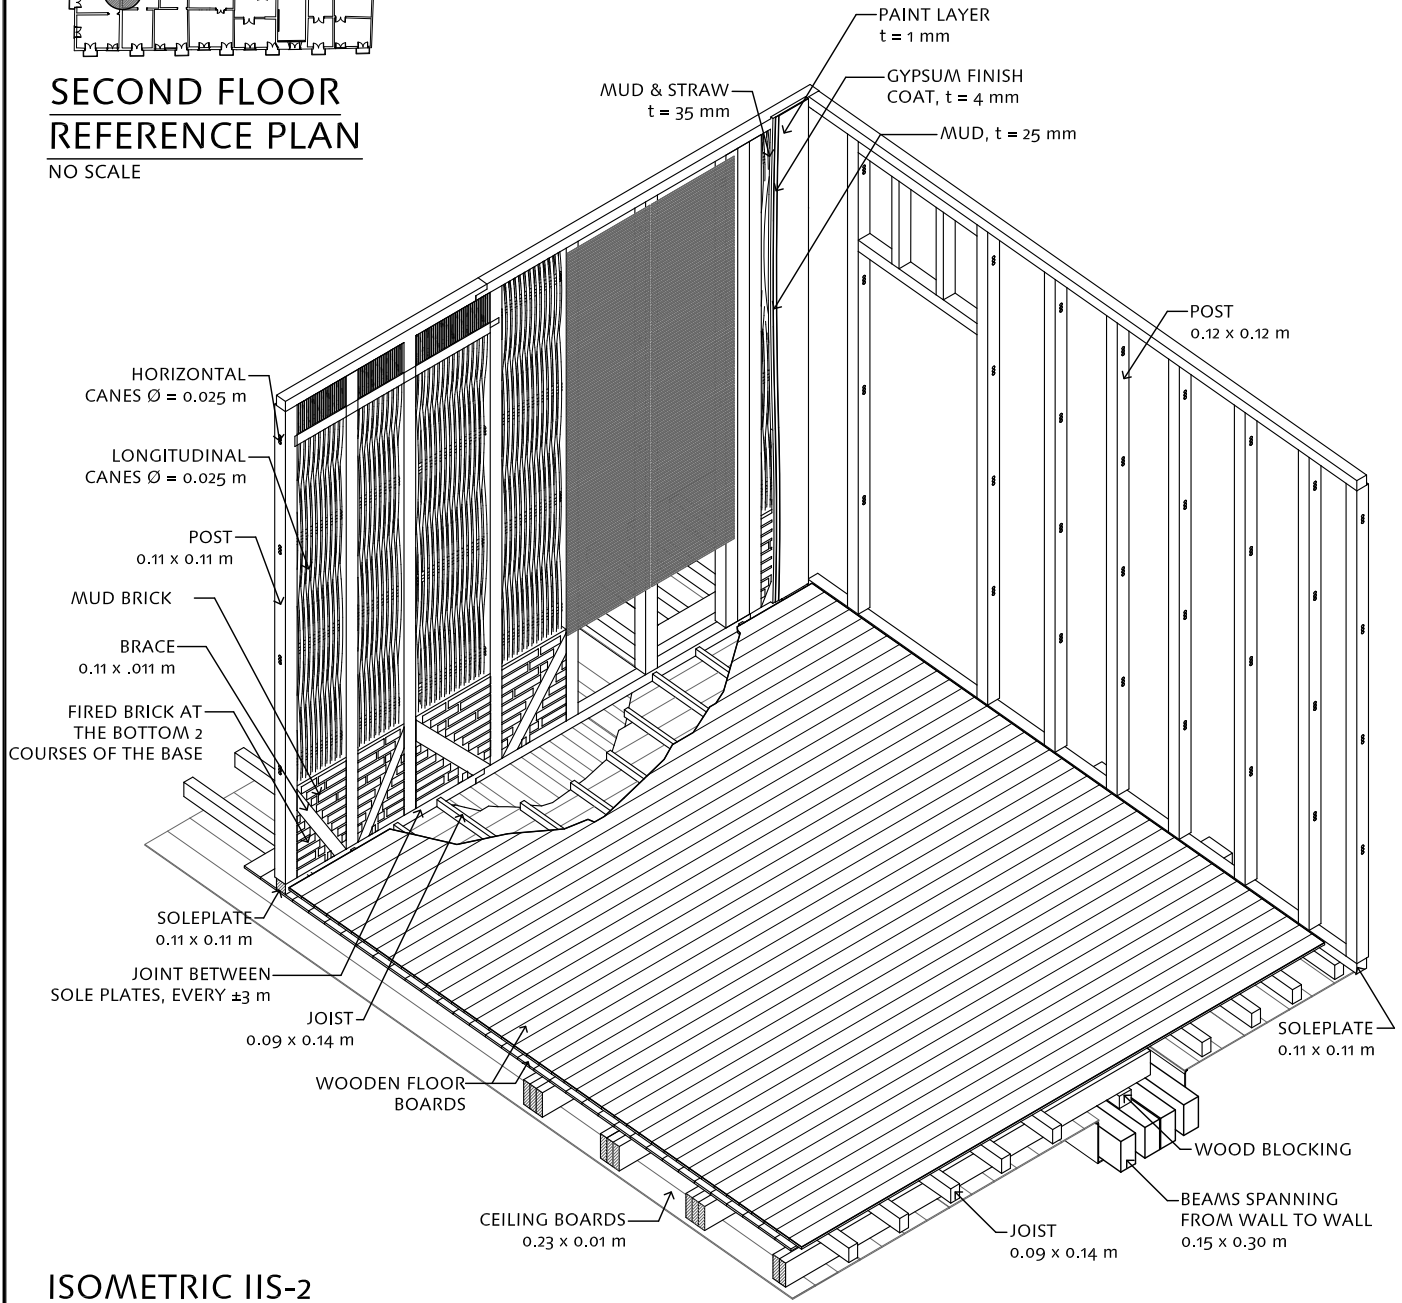 SECOND FLOOR
REFERENCE PLAN
NO SCALE
PAINT LAYER
t = 1 mm
GYPSUM FINISH
COAT, t = 4 mm
MUD & STRAW
t = 35 mm
MUD, t = 25 mm
POST
0.12 x 0.12 m
HORIZONTAL
CANES Ø = 0.025 m
LONGITUDINAL
CANES Ø = 0.025 m
POST
0.11 x 0.11 m
MUD BRICK
BRACE
0.11 x .011 m
FIRED BRICK AT
THE BOTTOM 2
COURSES OF THE BASE
SOLEPLATE
0.11 x 0.11 m
JOINT BETWEEN
SOLE PLATES, EVERY ±3 m
JOIST
0.09 x 0.14 m
WOODEN FLOOR
BOARDS
CEILING BOARDS
0.23 x 0.01 m
SOLEPLATE
0.11 x 0.11 m
WOOD BLOCKING
BEAMS SPANNING
FROM WALL TO WALL
0.15 x 0.30 m
JOIST
0.09 x 0.14 m
ISOMETRIC IIS-2